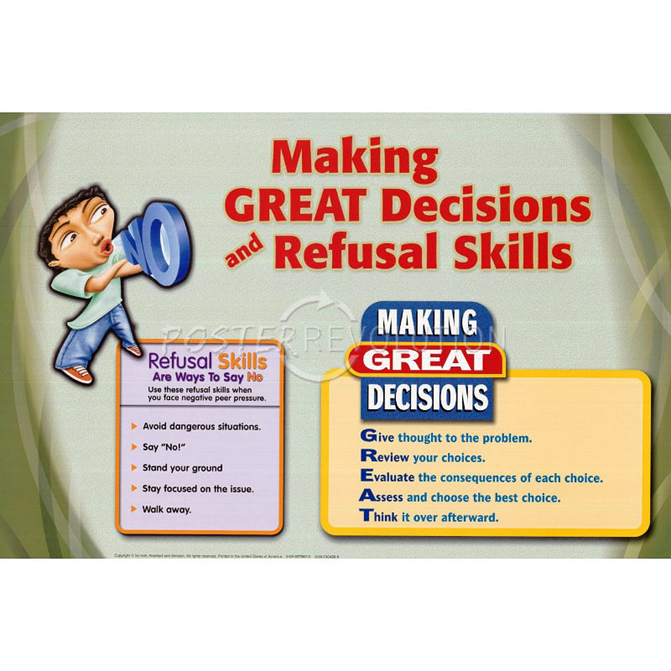 Making
GREAT Decisions
and Refusal Skills
NO
POSTER REVOLUTION
MAKING
GREAT
DECISIONS
Refusal Skills
Are Ways To Say No
Use these refusal skills when
you face negative peer pressure.
Avoid dangerous situations.
Say "No!"
Stand your ground
Stay focused on the issue.
Walk away.
Give thought to the problem.
Review your choices.
Evaluate the consequences of each choice.
Assess and choose the best choice.
Think it over afterward.